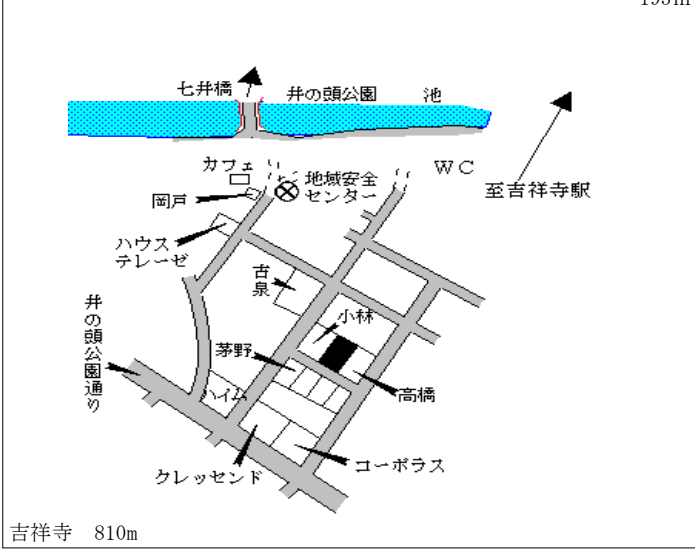 七井橋
井の頭公園 池
カフェ
地域安全
センター
WC
至吉祥寺駅
岡戸
ハウス
テレーゼ
古泉
井の頭公園通り
小林
茅野
ハイム
高橋
クレッセンド
コーポラス
吉祥寺 810m